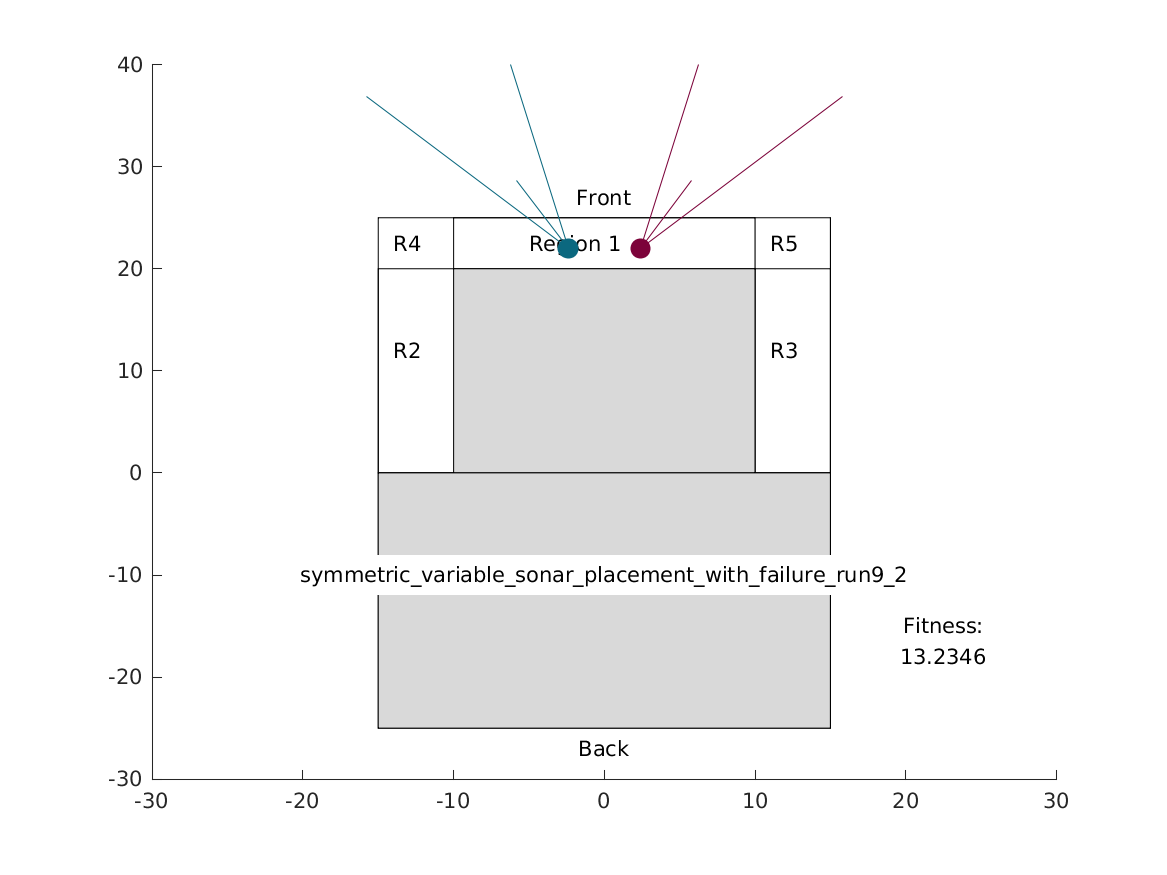 40
30
Front
R4
Region 1
R5
20
R2
R3
10
0
-10
symmetric_variable_sonar_placement_with_failure_run9_2
Fitness:
13.2346
-20
Back
-30
-30
-20
-10
0
10
20
30